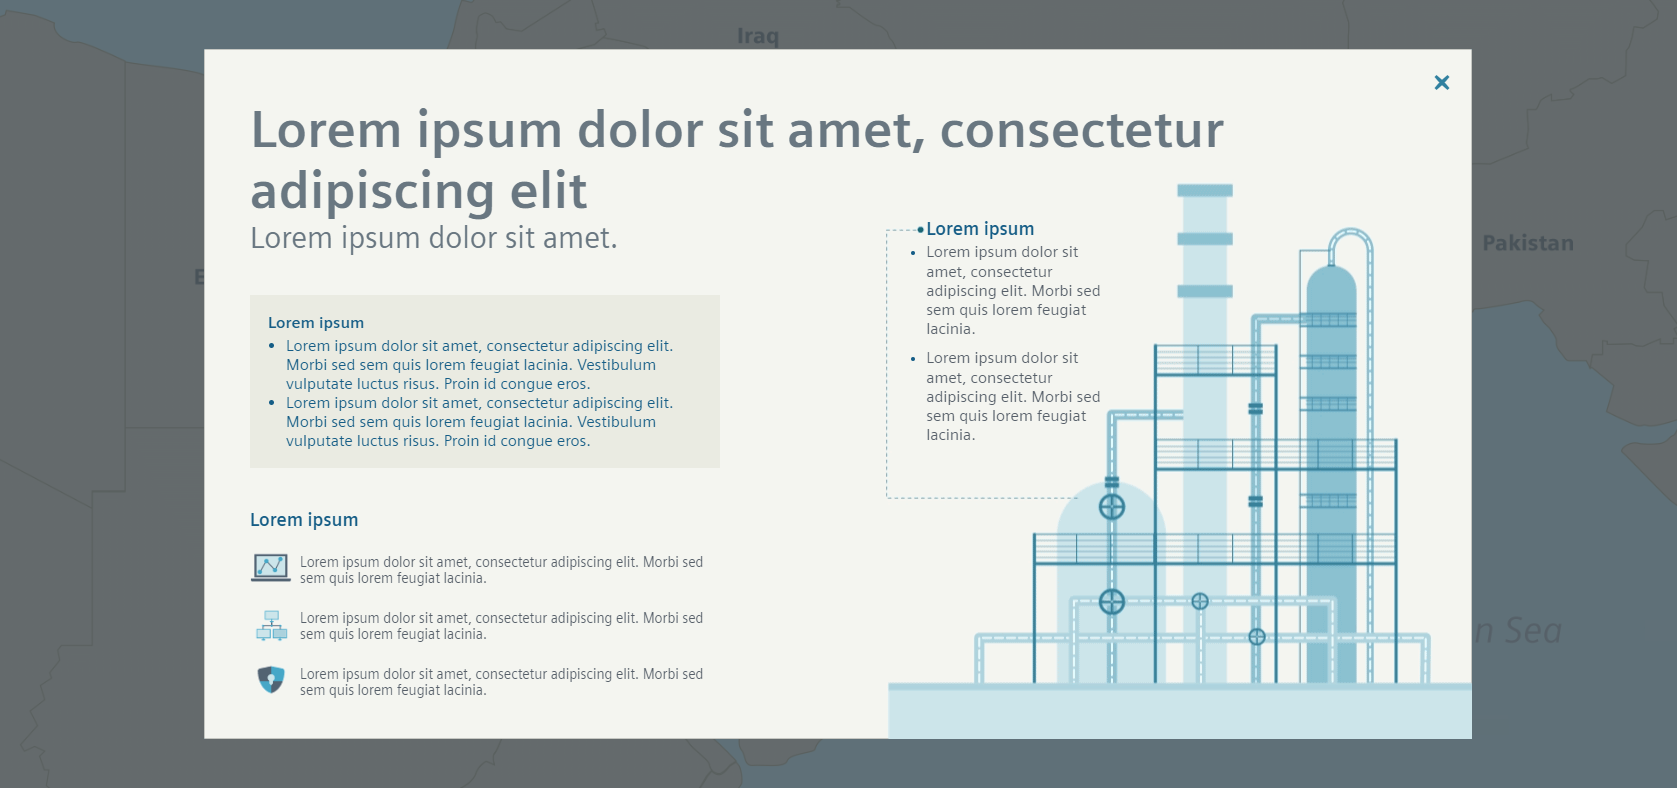 Iraq
Lorem ipsum dolor sit amet, consectetur
adipiscing elit
Lorem ipsum dolor sit amet.
Lorem ipsum
Lorem ipsum dolor sit amet, consectetur adipiscing elit.
Morbi sed sem quis lorem feugiat lacinia. Vestibulum
vulputate luctus risus. Proin id congue eros.
Lorem ipsum dolor sit amet, consectetur adipiscing elit.
Morbi sed sem quis lorem feugiat lacinia. Vestibulum
vulputate luctus risus. Proin id congue eros.
Lorem ipsum
Lorem ipsum dolor sit amet, consectetur adipiscing elit. Morbi sed
sem quis lorem feugiat lacinia.
Lorem ipsum dolor sit amet, consectetur adipiscing elit. Morbi sed
sem quis lorem feugiat lacinia.
Lorem ipsum dolor sit amet, consectetur adipiscing elit. Morbi sed
sem quis lorem feugiat lacinia.
Lorem ipsum
Lorem ipsum dolor sit
amet, consectetur
adipiscing elit. Morbi sed
sem quis lorem feugiat
lacinia.
Lorem ipsum dolor sit
amet, consectetur
adipiscing elit. Morbi sed
sem quis lorem feugiat
lacinia.
Pakistan
n Sea